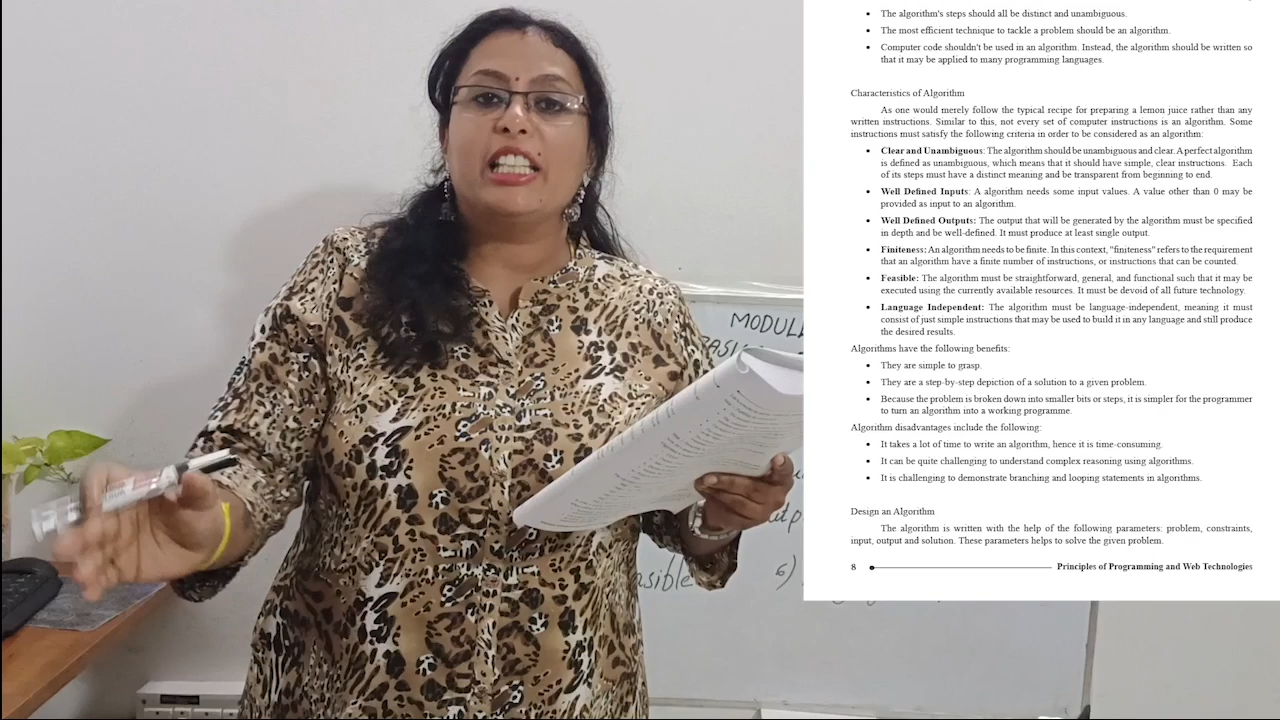 • The algorithm's steps should all be distinct and unambiguous.
• The most efficient technique to tackle a problem should be an algorithm.
• Computer code shouldn't be used in an algorithm. Instead, the algorithm should be written so
that it may be applied to many programming languages.
Characteristics of Algorithm
As one would merely follow the typical recipe for preparing a lemon juice rather than any
written instructions. Similar to this, not every set of computer instructions is an algorithm. Some
instructions must satisfy the following criteria in order to be considered as an algorithm:
• Clear and Unambiguous: The algorithm should be unambiguous and clear. A perfect algorithm
is defined as unambiguous, which means that it should have simple, clear instructions. Each
of its steps must have a distinct meaning and be transparent from beginning to end.
• Well Defined Inputs: A algorithm needs some input values. A value other than 0 may be
provided as input to an algorithm.
• Well Defined Outputs: The output that will be generated by the algorithm must be specified
in depth and be well-defined. It must produce at least single output.
• Finiteness: An algorithm needs to be finite. In this context, "finiteness" refers to the requirement
that an algorithm have a finite number of instructions, or instructions that can be counted.
• Feasible: The algorithm must be straightforward, general, and functional such that it may be
executed using the currently available resources. It must be devoid of all future technology.
• Language Independent: The algorithm must be language-independent, meaning it must
consist of just simple instructions that may be used to build it in any language and still produce
the desired results.
Algorithms have the following benefits:
• They are simple to grasp.
• They are a step-by-step depiction of a solution to a given problem.
• Because the problem is broken down into smaller bits or steps, it is simpler for the programmer
to turn an algorithm into a working programme.
Algorithm disadvantages include the following:
• It takes a lot of time to write an algorithm, hence it is time-consuming.
• It can be quite challenging to understand complex reasoning using algorithms.
• It is challenging to demonstrate branching and looping statements in algorithms.
Design an Algorithm
The algorithm is written with the help of the following parameters: problem, constraints,
input, output and solution. These parameters helps to solve the given problem.
8 Principles of Programming and Web Technologies
MODUL
asible 6)